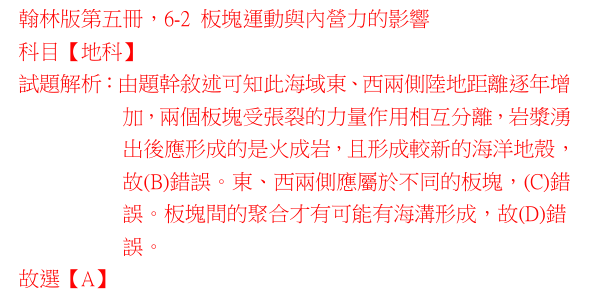 翰林版第五冊，6-2 板塊運動與內營力的影響
科目【地科】
試題解析：由題幹敘述可知此海域東、西兩側陸地距離逐年增
加，兩個板塊受張裂的力量作用相互分離，岩漿湧
出後應形成的是火成岩，且形成較新的海洋地殼，
故(B)錯誤。東、西兩側應屬於不同的板塊，(C)錯
誤。板塊間的聚合才有可能有海溝形成，故(D)錯
誤。
故選【A】